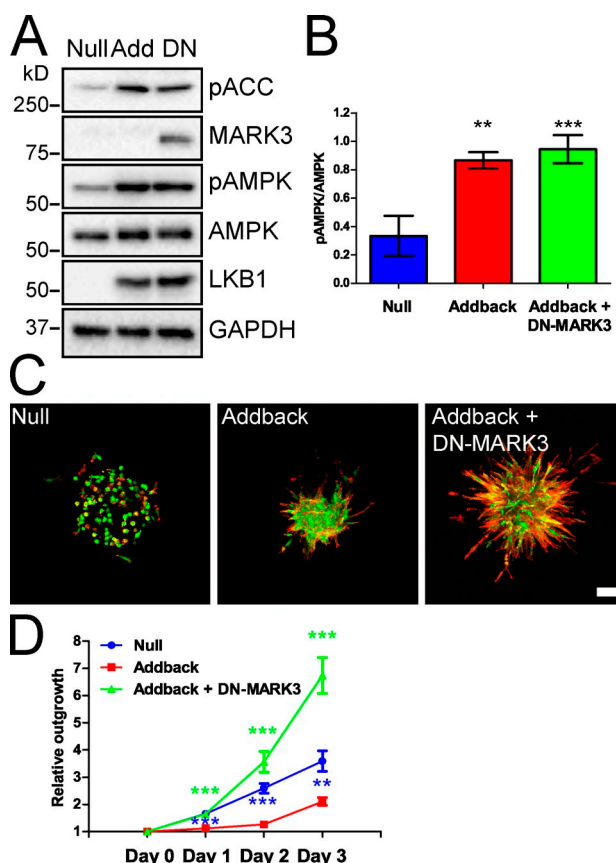 A
Null Add DN
kD
pACC
250
MARK3
75
pAMPK
50
AMPK
50
LKB1
50
37
GAPDH
B
pAMPK/AMPK
1.2
1.0
0.8
0.6
0.4
0.2
0.0
** ***
Null Addback Addback +
DN-MARK3
C
Null Addback Addback +
DN-MARK3
D
Relative outgrowth
8
7
6
5
4
3
2
1
Null
Addback
Addback + DN-MARK3
***
***
***
***
***
**
Day 0 Day 1 Day 2 Day 3